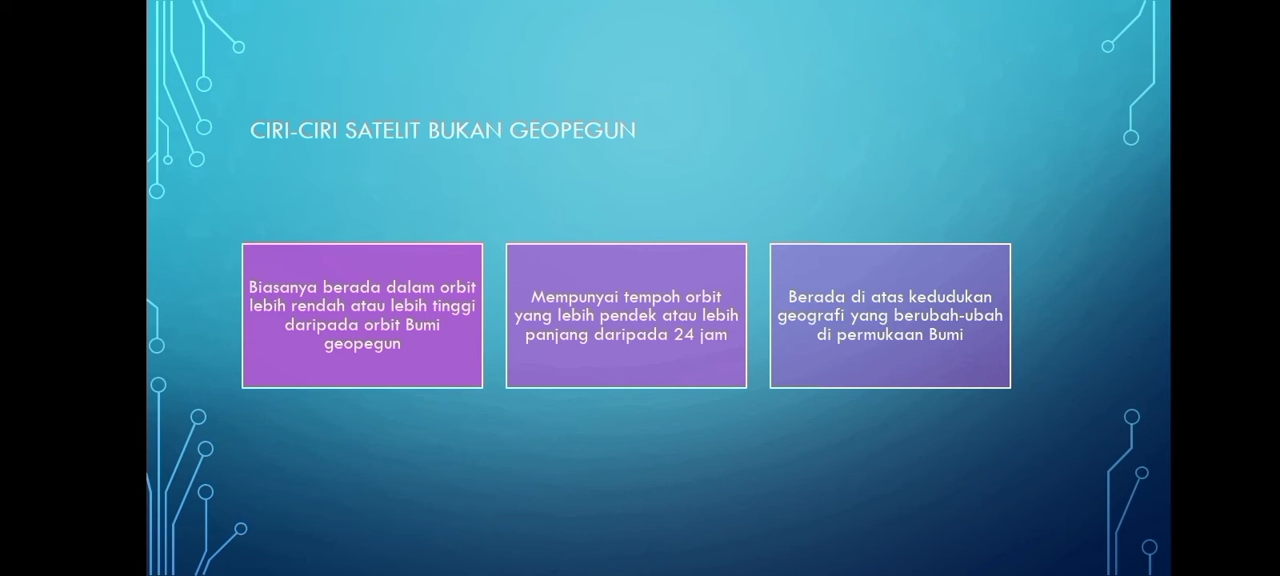 CIRI-CIRI SATELIT BUKAN GEOPEGUN
Biasanya berada dalam orbit
lebih rendah atau lebih tinggi
daripada orbit Bumi
geopegun
Mempunyai tempoh orbit
yang lebih pendek atau lebih
panjang daripada 24 jam
Berada di atas kedudukan
geografi yang berubah-ubah
di permukaan Bumi